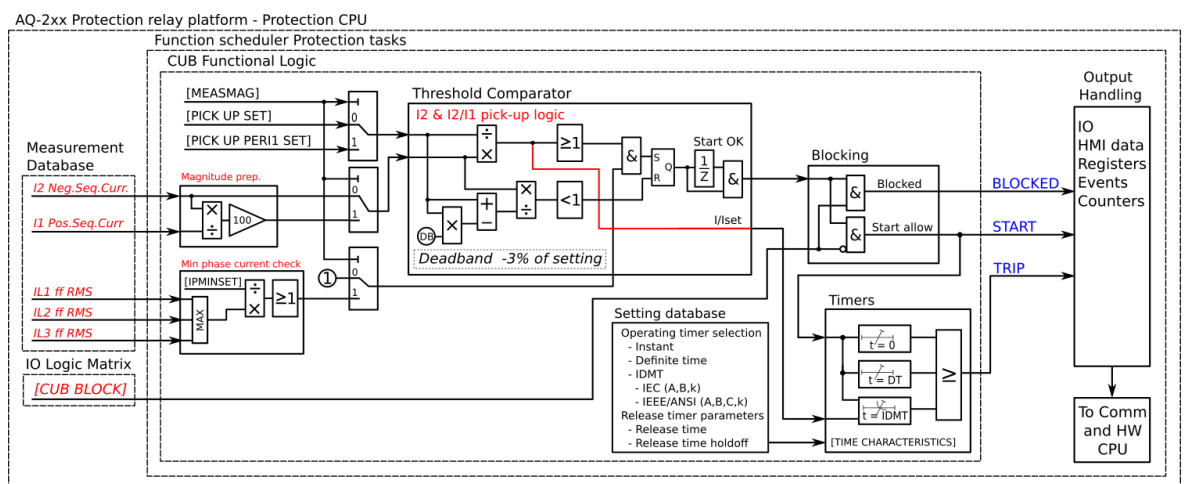 AQ-2xx Protection relay platform - Protection CPU
Function scheduler Protection tasks
CUB Functional Logic
[MEASMAG]
[PICK UP SET]
[PICK UP PERI1 SET]
0
1
Threshold Comparator
I2 & I2/I1 pick-up logic
÷
×
≥1
&
S
R
Q
Start OK
1
Z
&
+
−
÷
×
<1
×
DB
I/Iset
Deadband -3% of setting
Measurement
Database
I2 Neg.Seq.Curr.
I1 Pos.Seq.Curr
IL1 ff RMS
IL2 ff RMS
IL3 ff RMS
Magnitude prep.
×
÷
100
0
1
Min phase current check
[IPMINSET]
MAX
÷
×
≥1
1
0
1
IO Logic Matrix
[CUB BLOCK]
Blocking
&
Blocked
&
Start allow
BLOCKED
START
TRIP
Setting database
Operating timer selection
- Instant
- Definite time
- IDMT
- IEC (A,B,k)
- IEEE/ANSI (A,B,C,k)
Release timer parameters
- Release time
- Release time holdoff
Timers
t = 0
t = DT
t = IDMT
≥
[TIME CHARACTERISTICS]
Output
Handling
IO
HMI data
Registers
Events
Counters
To Comm
and HW
CPU